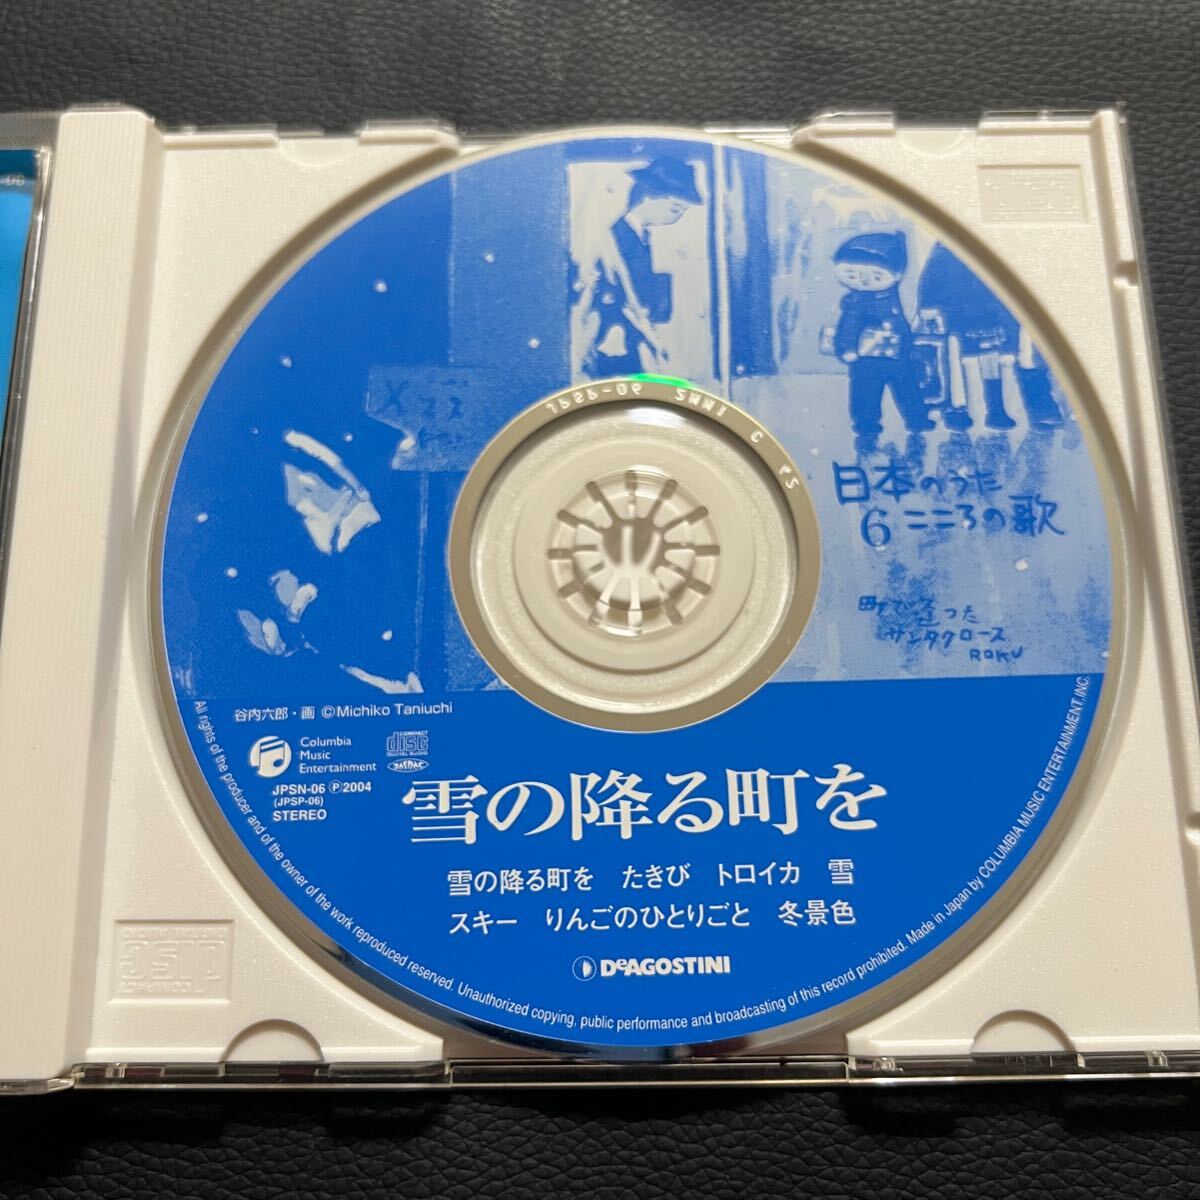 日本のうた
6 こころの歌
町で逢った
サンタクロース
ROKU
谷内六郎・画 ©Michiko Taniuchi
Columbia
Music
Entertainment
COMPACT
disc
DIGITAL AUDIO
JPSN-06 ℗2004
(JPSP-06)
STEREO
雪の降る町を
雪の降る町を たきび トロイカ 雪
スキー りんごのひとりごと 冬景色
DeAGOSTINI
All rights of the producer and of the owner of the work reproduced reserved. Unauthorized copying, public performance and broadcasting of this record prohibited. Made in Japan by COLUMBIA MUSIC ENTERTAINMENT, INC.